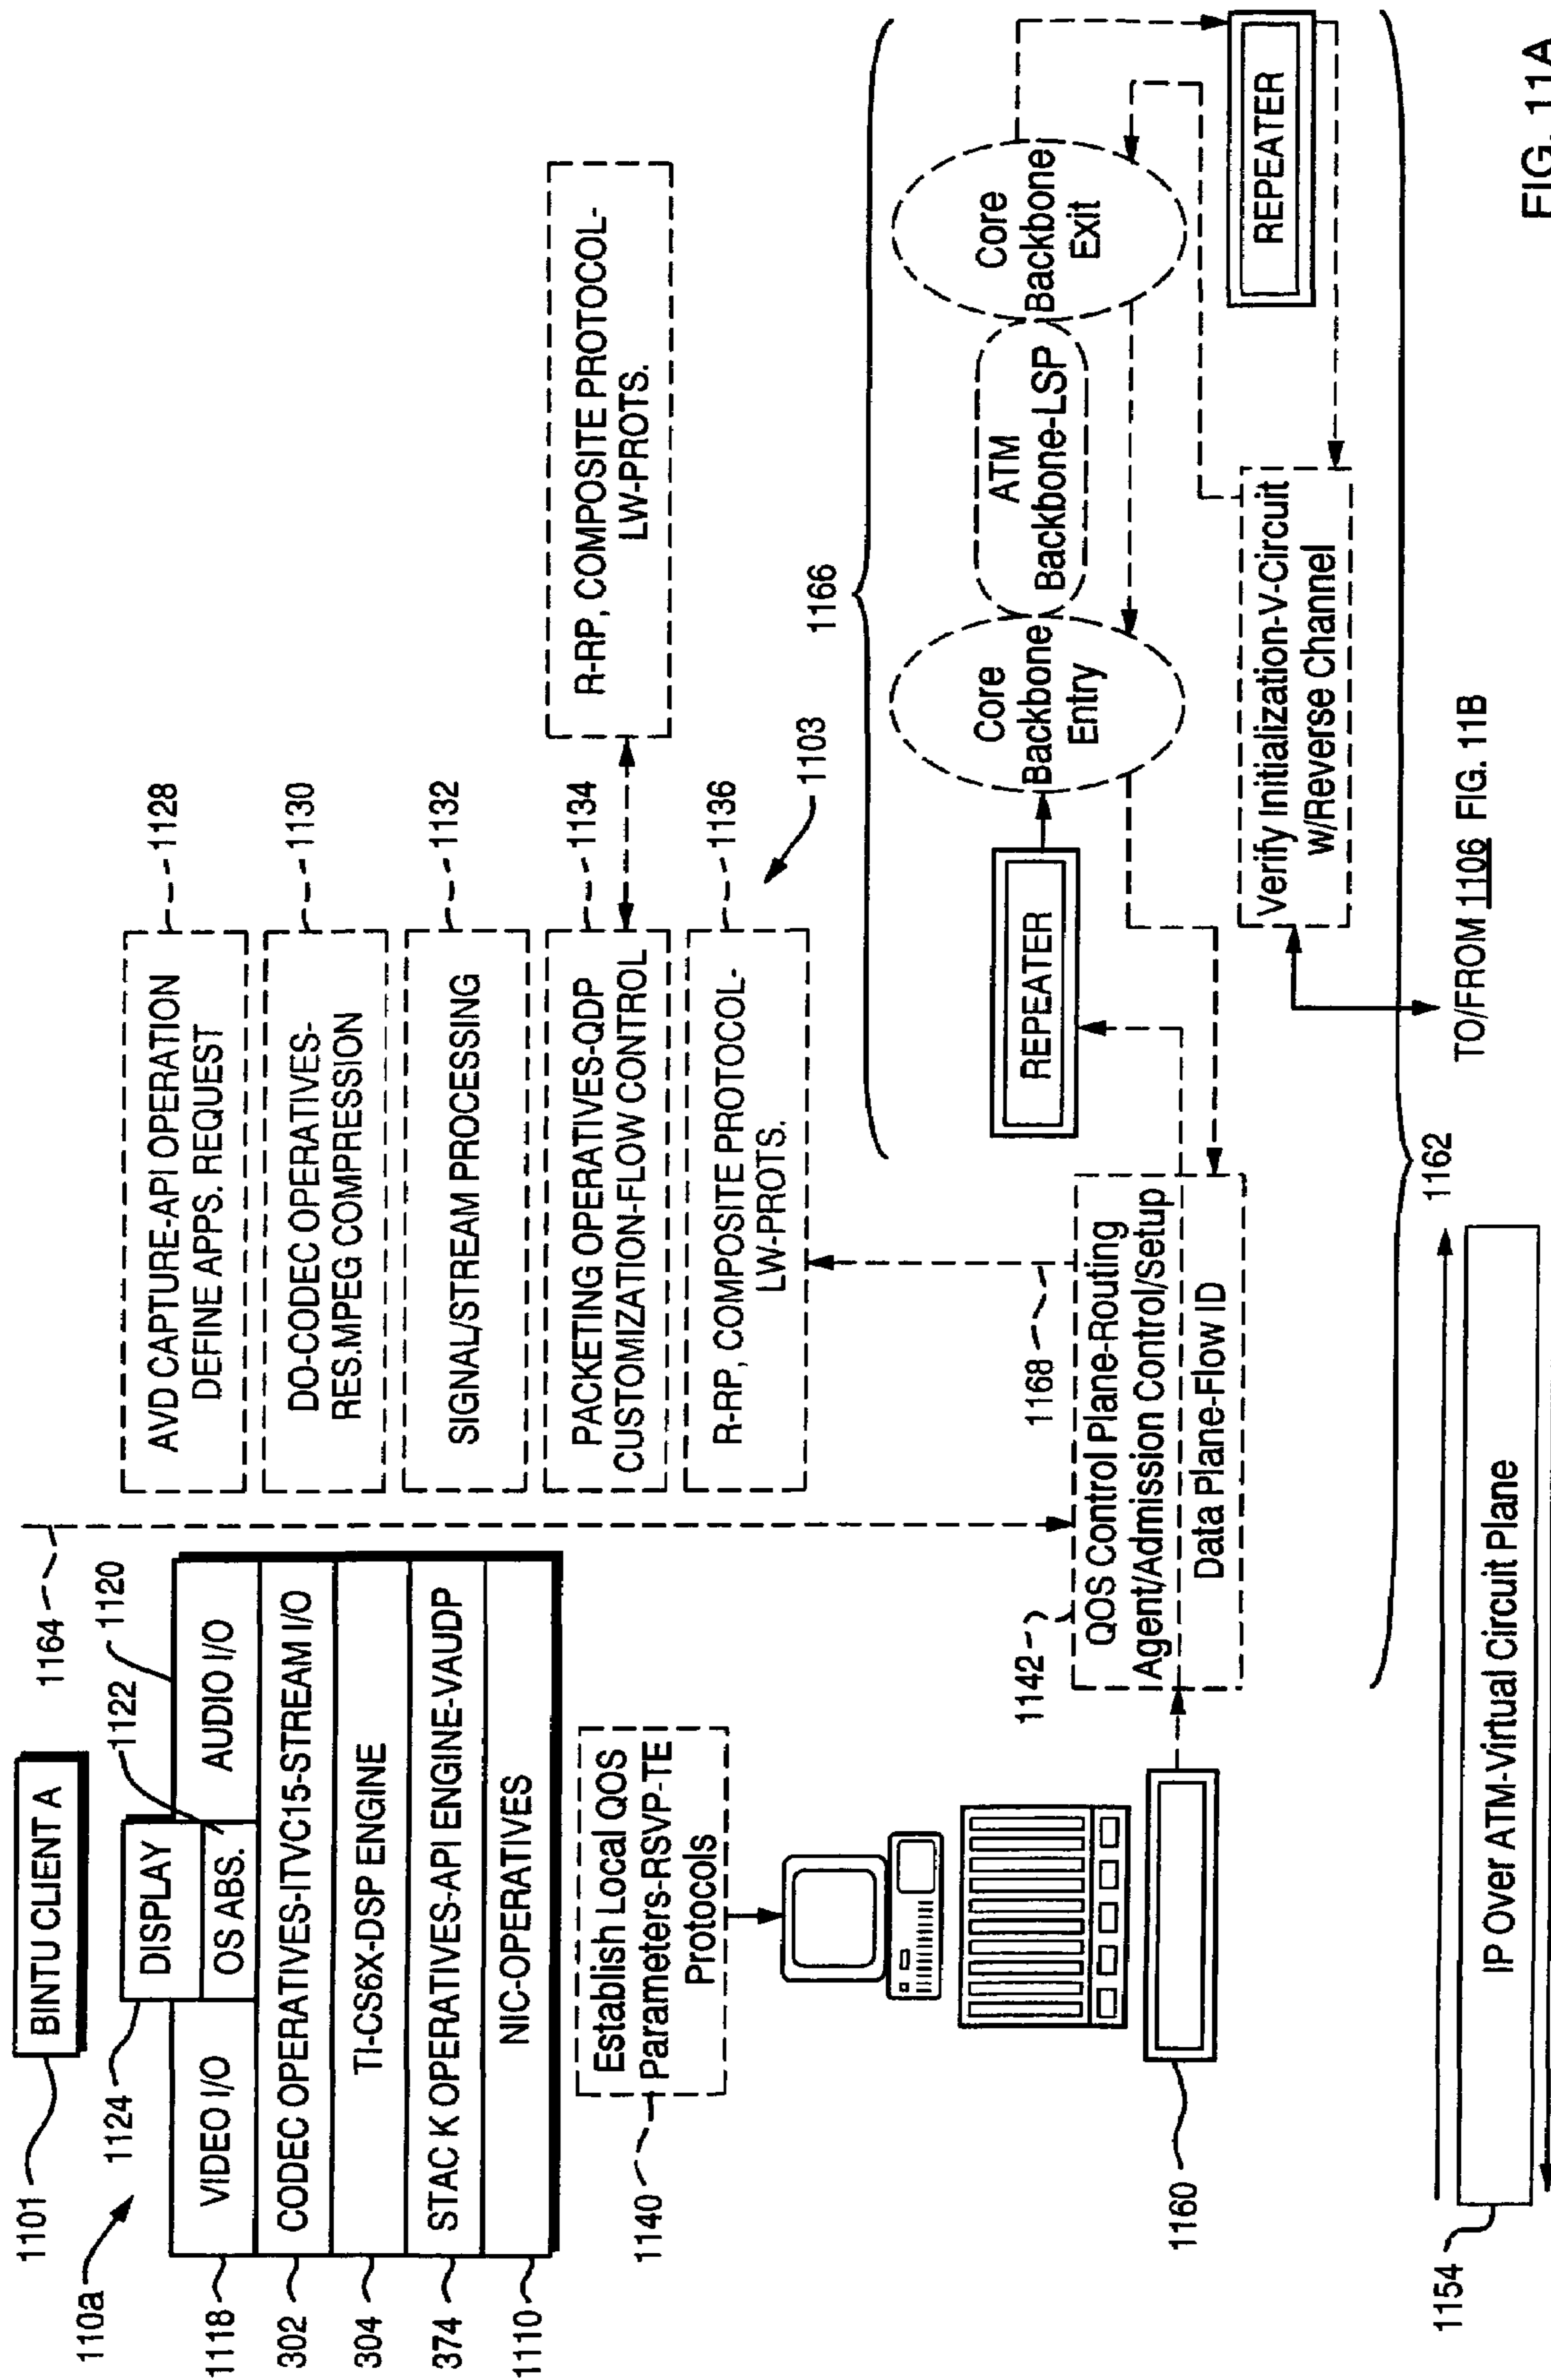 1101
BINTU CLIENT A
110a
1124
DISPLAY
1122
OS ABS.
1120
1164
1118
VIDEO I/O
AUDIO I/O
302
CODEC OPERATIVES-ITVC15-STREAM I/O
304
TI-CS6X-DSP ENGINE
374
STAC K OPERATIVES-API ENGINE-VAUDP
1110
NIC-OPERATIVES
AVD CAPTURE-API OPERATION
DEFINE APPS. REQUEST
1128
DO-CODEC OPERATIVES-
RES.MPEG COMPRESSION
1130
SIGNAL/STREAM PROCESSING
1132
PACKETING OPERATIVES-QDP
CUSTOMIZATION-FLOW CONTROL
1134
R-RP, COMPOSITE PROTOCOL-
LW-PROTS.
1136
R-RP, COMPOSITE PROTOCOL-
LW-PROTS.
1103
1140
Establish Local QOS
Parameters-RSVP-TE
Protocols
1160
1142
1168
QOS Control Plane-Routing
Agent/Admission Control/setup
Data Plane-Flow ID
1166
REPEATER
Core
Backbone
Entry
ATM
Backbone-LSP
Core
Backbone
Exit
REPEATER
Verify Initialization-V-Circuit
w/Reverse Channel
1162
TO/FROM 1106 FIG. 11B
1154
IP Over ATM-Virtual Circuit Plane
FIG. 11A